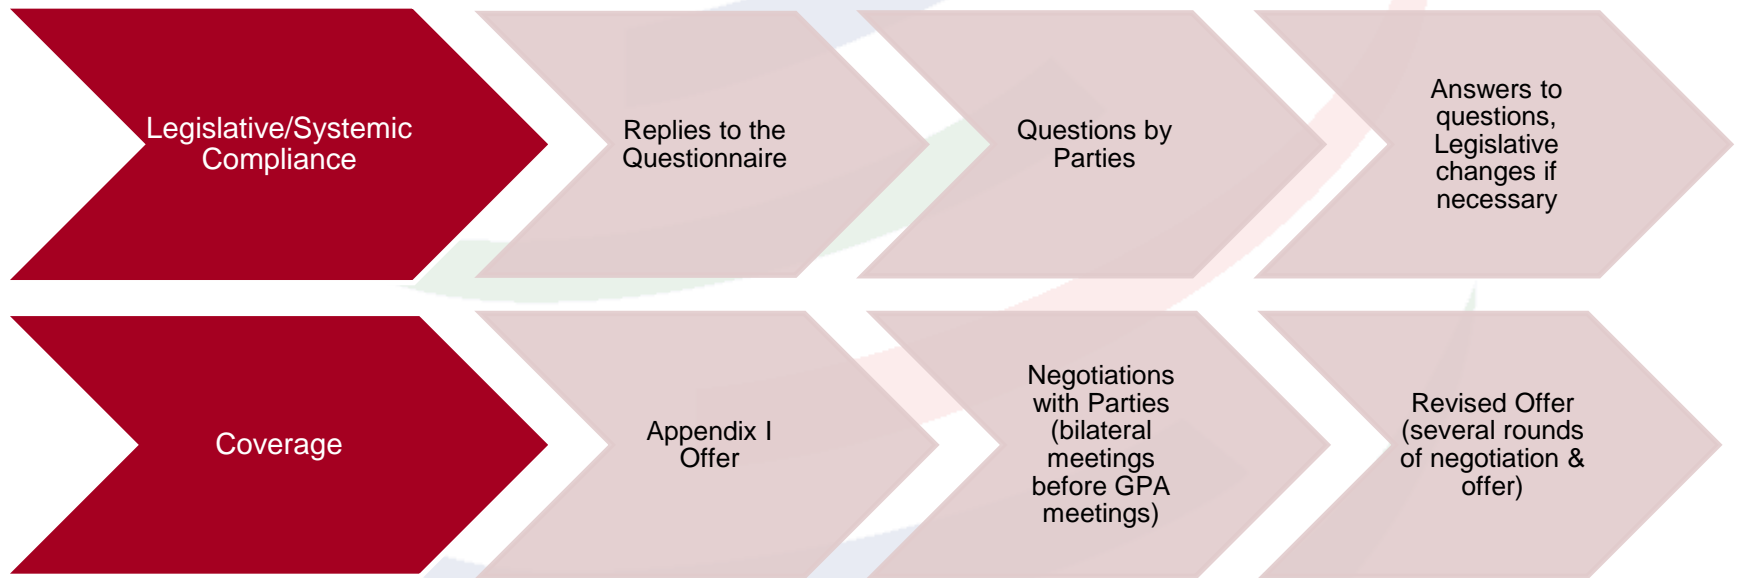 Legislative/Systemic
Compliance
Replies to the
Questionnaire
Questions by
Parties
Answers to
questions,
Legislative
changes if
necessary
Coverage
Appendix I
Offer
Negotiations
with Parties
(bilateral
meetings
before GPA
meetings)
Revised Offer
(several rounds
of negotiation &
offer)